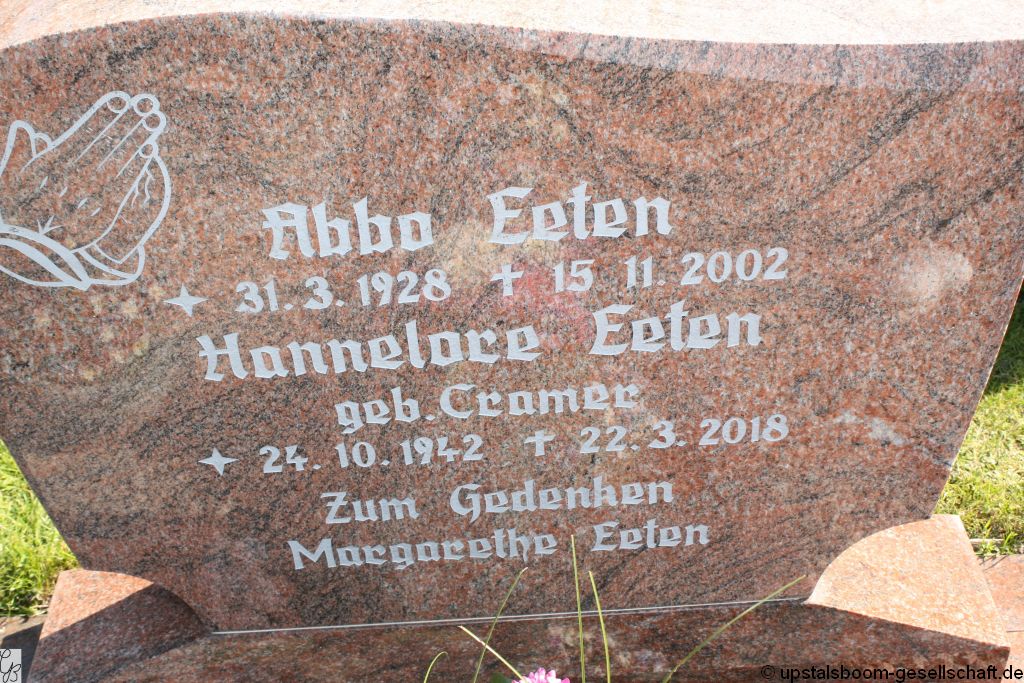 Abbo Eeten
31. 3. 1928 † 15 11. 2002
Hannelore Eeten
geb. Cramer
24. 10. 1942 † 22. 3. 2018
Zum Gedenken
Margarethe Eeten
© upstalsboom-gesellschaft.de